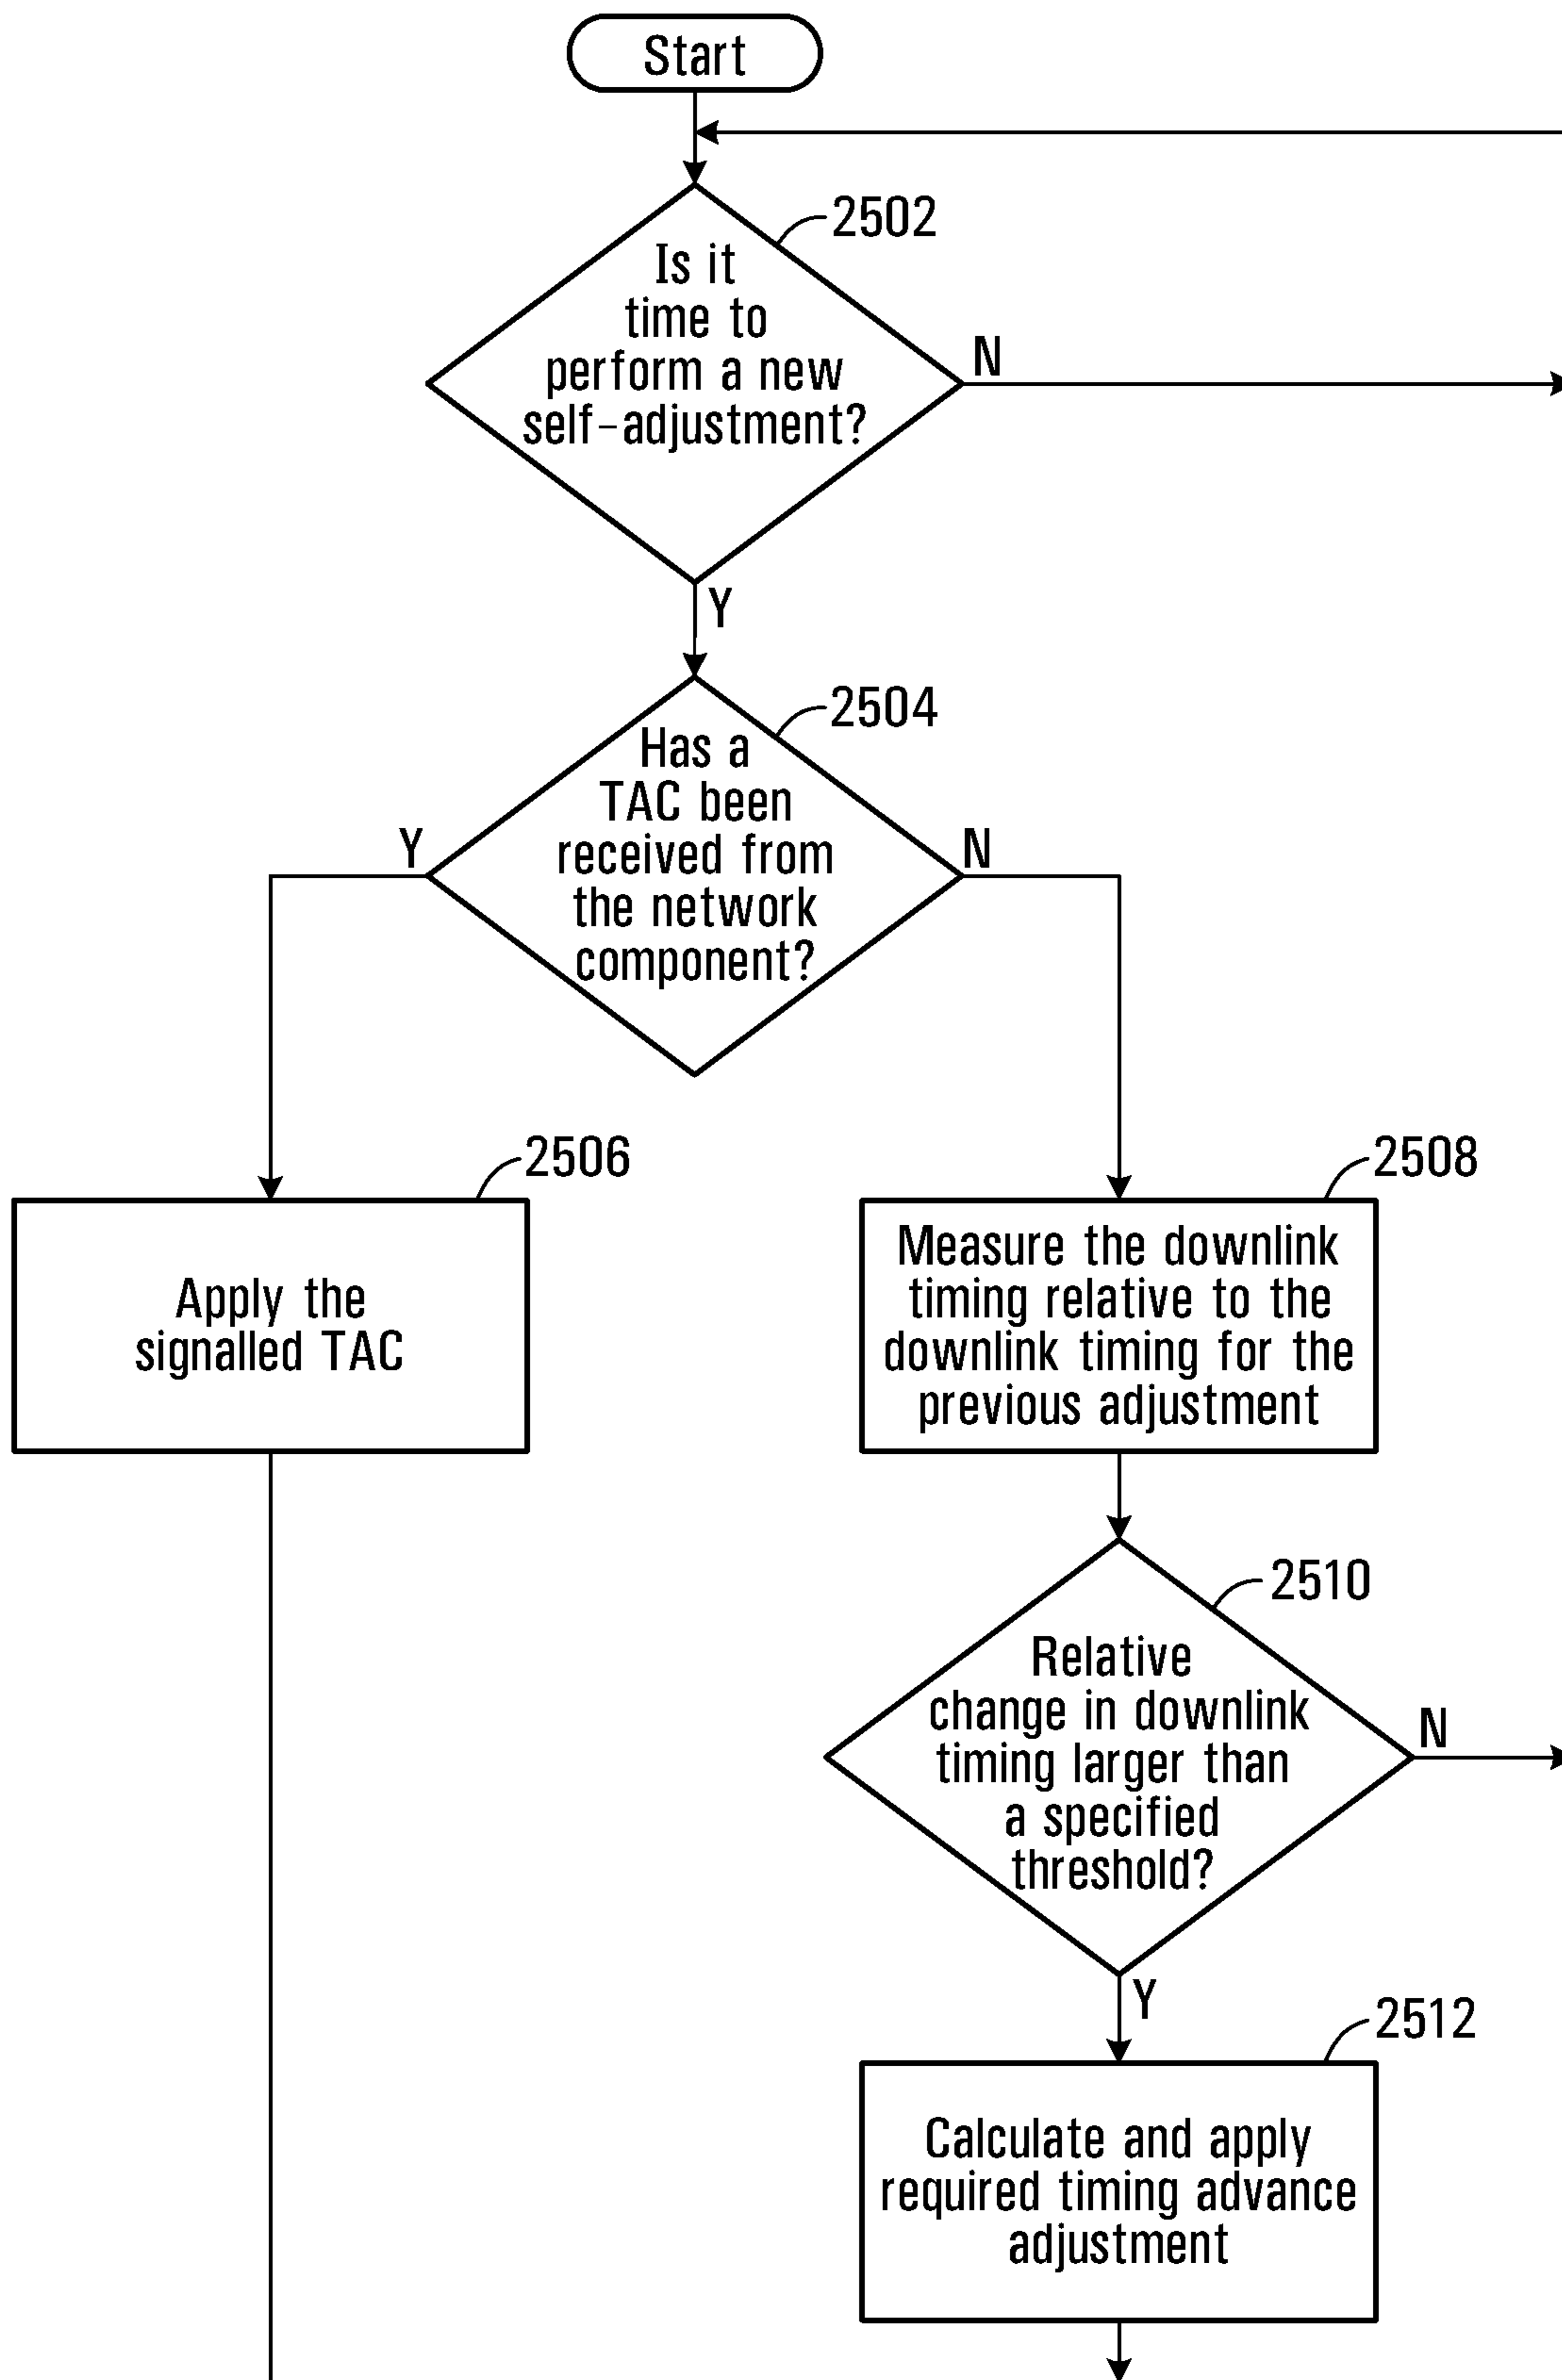 Start
2502
Is it
time to
perform a new
self-adjustment?
N
Y
2504
Has a
TAC been
received from
the network
component?
Y
N
2506
Apply the
signalled TAC
2508
Measure the downlink
timing relative to the
downlink timing for the
previous adjustment
2510
Relative
change in downlink
timing larger than
a specified
threshold?
N
Y
2512
Calculate and apply
required timing advance
adjustment